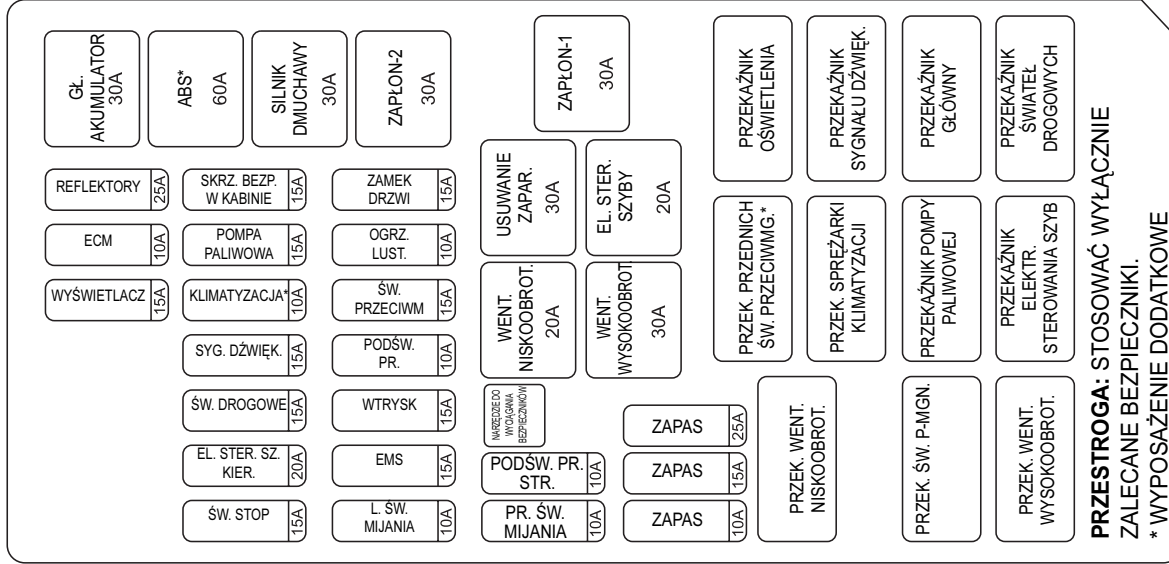 GŁ.
AKUMULATOR
30A
ABS*
60A
SILNIK
DMUCHAWY
30A
ZAPŁON-2
30A
ZAPŁON-1
30A
REFLEKTORY
25A
SKRZ. BEZP.
W KABINIE
15A
ZAMEK
DRZWI
15A
ECM
10A
POMPA
PALIWOWA
15A
OGRZ.
LUST.
10A
WYŚWIETLACZ
15A
KLIMATYZACJA*
10A
ŚW.
PRZECIWM
15A
SYG. DŹWIĘK.
15A
PODŚW.
PR.
10A
ŚW. DROGOWE
15A
WTRYSK
15A
EL. STER. SZ.
KIER.
20A
EMS
15A
ŚW. STOP
15A
L. ŚW.
MIJANIA
10A
USUWANIE
ZAPAR.
30A
EL. STER.
SZYBY
20A
WENT.
NISKOOBROT.
20A
WENT.
WYSOKOOBROT.
30A
NARZĘDZIE DO
WYCIĄGANIA
BEZPIECZNIKÓW
PODŚW. PR.
STR.
10A
PR. ŚW.
MIJANIA
10A
ZAPAS
25A
ZAPAS
15A
ZAPAS
10A
PRZEKAŹNIK
OŚWIETLENIA
PRZEKAŹNIK
SYGNAŁU DŹWIĘK.
PRZEKAŹNIK
GŁÓWNY
PRZEKAŹNIK
ŚWIATEŁ
DROGOWYCH
PRZEK. PRZEDNICH
ŚW. PRZECIWMG.*
PRZEK. SPRĘŻARKI
KLIMATYZACJI
PRZEKAŹNIK POMPY
PALIWOWEJ
PRZEKAŹNIK
ELEKTR.
STEROWANIA SZYB
PRZEK. WENT.
NISKOOBROT.
PRZEK. ŚW. P-MGN.
PRZEK. WENT.
WYSOKOOBROT.
PRZESTROGA: STOSOWAĆ WYŁĄCZNIE
ZALECANE BEZPIECZNIKI.
* WYPOSAŻENIE DODATKOWE